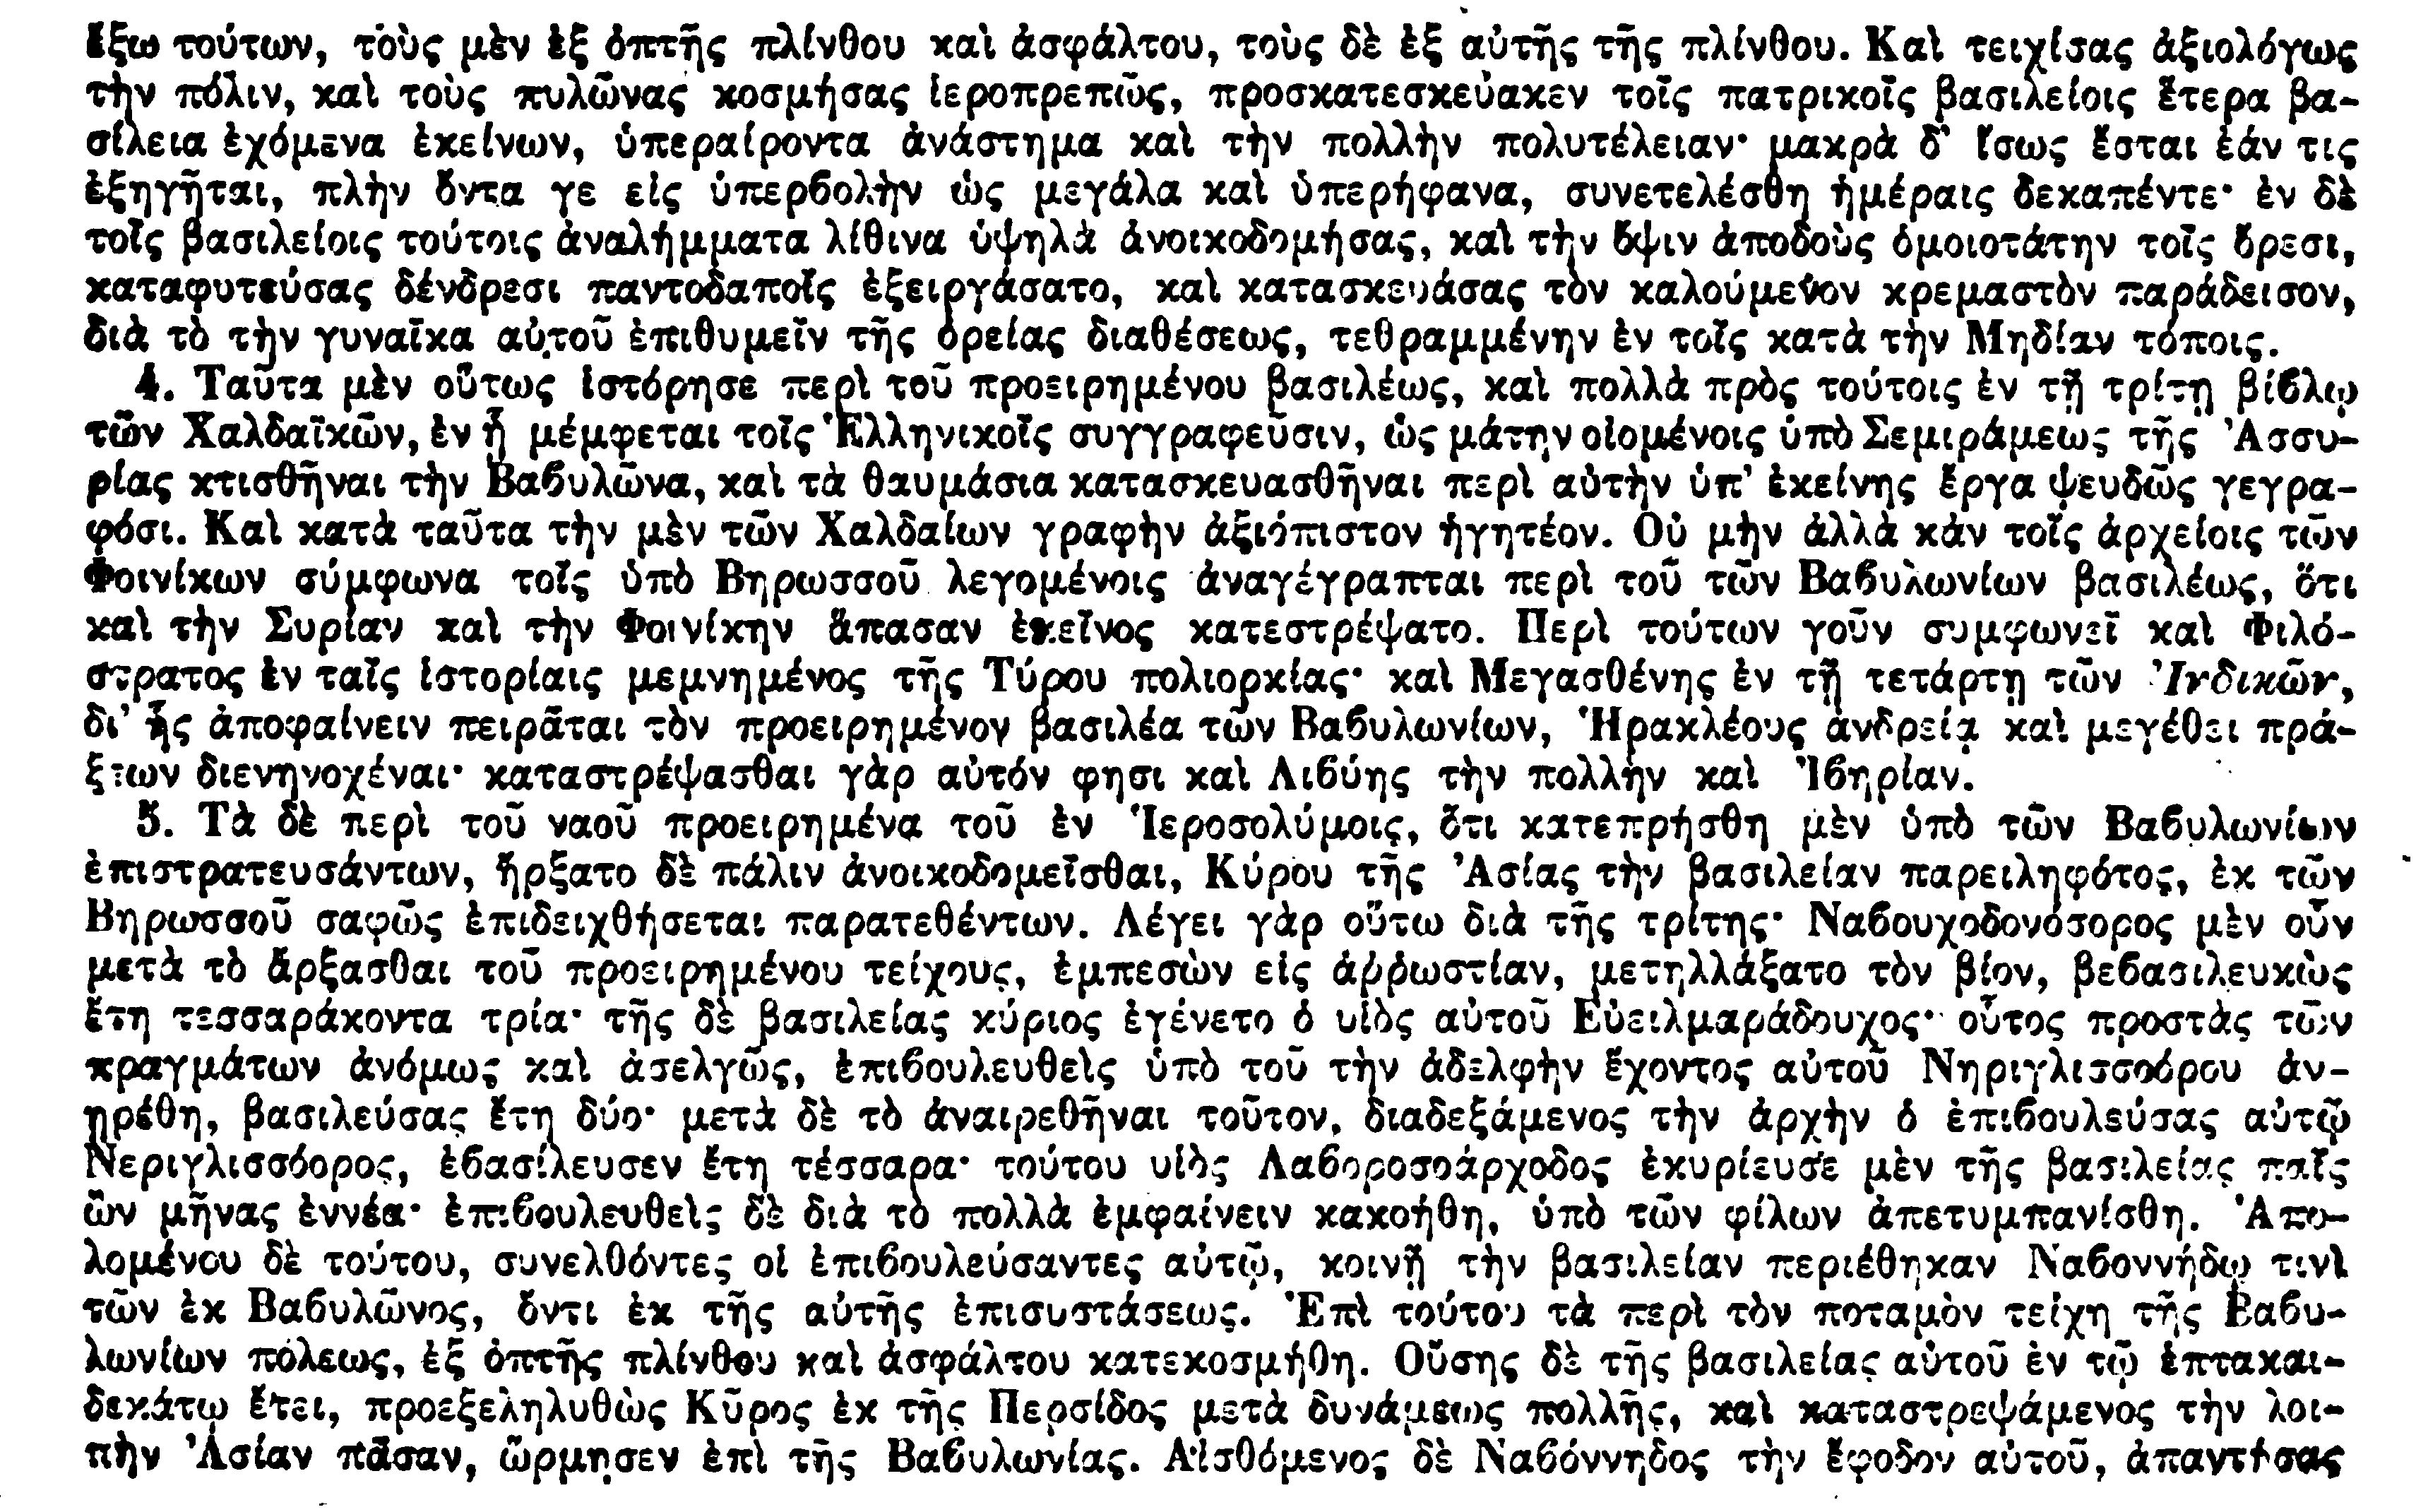 ἔξω τούτων, τοὺς μὲν ἐξ ὀπτῆς πλίνθου καὶ ἀσφάλτου, τοὺς δὲ ἐξ αὐτῆς τῆς πλίνθου. Καὶ τειχίσας ἀξιολόγως
τὴν πόλιν, καὶ τοὺς πυλῶνας κοσμήσας ἱεροπρεπῶς, προσκατεσκεύακεν τοῖς πατρικοῖς βασιλείοις ἕτερα βα-
σίλεια ἐχόμενα ἐκείνων, ὑπεραίροντα ἀνάστημα καὶ τὴν πολλὴν πολυτέλειαν· μακρὰ δ' ἴσως ἔσται ἐάν τις
ἐξηγῆται, πλὴν ὄντα γε εἰς ὑπερβολὴν ὡς μεγάλα καὶ ὑπερήφανα, συνετελέσθη ἡμέραις δεκαπέντε· ἐν δὲ
τοῖς βασιλείοις τούτοις ἀναλήμματα λίθινα ὑψηλὰ ἀνοικοδομήσας, καὶ τὴν ὄψιν ἀποδοὺς ὁμοιοτάτην τοῖς ὄρεσι,
καταφυτεύσας δένδρεσι παντοδαποῖς ἐξειργάσατο, καὶ κατασκευάσας τὸν καλούμενον κρεμαστὸν παράδεισον,
διὰ τὸ τὴν γυναῖκα αὐτοῦ ἐπιθυμεῖν τῆς ὀρείας διαθέσεως, τεθραμμένην ἐν τοῖς κατὰ τὴν Μηδίαν τόποις.
4. Ταῦτα μὲν οὕτως ἱστόρησε περὶ τοῦ προειρημένου βασιλέως, καὶ πολλὰ πρὸς τούτοις ἐν τῇ τρίτῃ βίβλῳ
τῶν Χαλδαϊκῶν, ἐν ᾗ μέμφεται τοῖς Ἑλληνικοῖς συγγραφεῦσιν, ὡς μάτην οἰομένοις ὑπὸ Σεμιράμεως τῆς Ἀσσυ-
ρίας κτισθῆναι τὴν Βαβυλῶνα, καὶ τὰ θαυμάσια κατασκευασθῆναι περὶ αὐτὴν ὑπ' ἐκείνης ἔργα ψευδῶς γεγρα-
φόσι. Καὶ κατὰ ταῦτα τὴν μὲν τῶν Χαλδαίων γραφὴν ἀξιόπιστον ἡγητέον. Οὐ μὴν ἀλλὰ κἀν τοῖς ἀρχείοις τῶν
Φοινίκων σύμφωνα τοῖς ὑπὸ Βηρωσσοῦ λεγομένοις ἀναγέγραπται περὶ τοῦ τῶν Βαβυλωνίων βασιλέως, ὅτι
καὶ τὴν Συρίαν καὶ τὴν Φοινίκην ἅπασαν ἐκεῖνος κατεστρέψατο. Περὶ τούτων γοῦν συμφωνεῖ καὶ Φιλό-
στρατος ἐν ταῖς ἱστορίαις μεμνημένος τῆς Τύρου πολιορκίας· καὶ Μεγασθένης ἐν τῇ τετάρτῃ τῶν Ἰνδικῶν,
δι' ἧς ἀποφαίνειν πειρᾶται τὸν προειρημένον βασιλέα τῶν Βαβυλωνίων, Ἡρακλέους ἀνδρείᾳ καὶ μεγέθει πρά-
ξεων διενηνοχέναι· καταστρέψασθαι γὰρ αὐτόν φησι καὶ Λιβύης τὴν πολλὴν καὶ Ἰβηρίαν.
5. Τὰ δὲ περὶ τοῦ ναοῦ προειρημένα τοῦ ἐν Ἱεροσολύμοις, ὅτι κατεπρήσθη μὲν ὑπὸ τῶν Βαβυλωνίων
ἐπιστρατευσάντων, ἤρξατο δὲ πάλιν ἀνοικοδομεῖσθαι, Κύρου τῆς Ἀσίας τὴν βασιλείαν παρειληφότος, ἐκ τῶν
Βηρωσσοῦ σαφῶς ἐπιδειχθήσεται παρατεθέντων. Λέγει γὰρ οὕτω διὰ τῆς τρίτης· Ναβουχοδονόσορος μὲν οὖν
μετὰ τὸ ἄρξασθαι τοῦ προειρημένου τείχους, ἐμπεσὼν εἰς ἀῤῥωστίαν, μετηλλάξατο τὸν βίον, βεβασιλευκὼς
ἔτη τεσσαράκοντα τρία· τῆς δὲ βασιλείας κύριος ἐγένετο ὁ υἱὸς αὐτοῦ Εὐειλμαράδουχος· οὗτος προστὰς τῶν
πραγμάτων ἀνόμως καὶ ἀσελγῶς, ἐπιβουλευθεὶς ὑπὸ τοῦ τὴν ἀδελφὴν ἔχοντος αὐτοῦ Νηριγλισσοόρου ἀν-
ῃρέθη, βασιλεύσας ἔτη δύο· μετὰ δὲ τὸ ἀναιρεθῆναι τοῦτον, διαδεξάμενος τὴν ἀρχὴν ὁ ἐπιβουλεύσας αὐτῷ
Νεριγλισσόορος, ἐβασίλευσεν ἔτη τέσσαρα· τούτου υἱὸς Λαβοροσοάρχοδος ἐκυρίευσε μὲν τῆς βασιλείας παῖς
ὢν μῆνας ἐννέα· ἐπιβουλευθεὶς δὲ διὰ τὸ πολλὰ ἐμφαίνειν κακοήθη, ὑπὸ τῶν φίλων ἀπετυμπανίσθη. Ἀπο-
λομένου δὲ τούτου, συνελθόντες οἱ ἐπιβουλεύσαντες αὐτῷ, κοινῇ τὴν βασιλείαν περιέθηκαν Ναβοννήδῳ τινὶ
τῶν ἐκ Βαβυλῶνος, ὄντι ἐκ τῆς αὐτῆς ἐπισυστάσεως. Ἐπὶ τούτου τὰ περὶ τὸν ποταμὸν τείχη τῆς Βαβυ-
λωνίων πόλεως, ἐξ ὀπτῆς πλίνθου καὶ ἀσφάλτου κατεκοσμήθη. Οὔσης δὲ τῆς βασιλείας αὐτοῦ ἐν τῷ ἑπτακαι-
δεκάτῳ ἔτει, προεξεληλυθὼς Κῦρος ἐκ τῆς Περσίδος μετὰ δυνάμεως πολλῆς, καὶ καταστρεψάμενος τὴν λοι-
πὴν Ἀσίαν πᾶσαν, ὥρμησεν ἐπὶ τῆς Βαβυλωνίας. Αἰσθόμενος δὲ Ναβόννηδος τὴν ἔφοδον αὐτοῦ, ἀπαντήσας